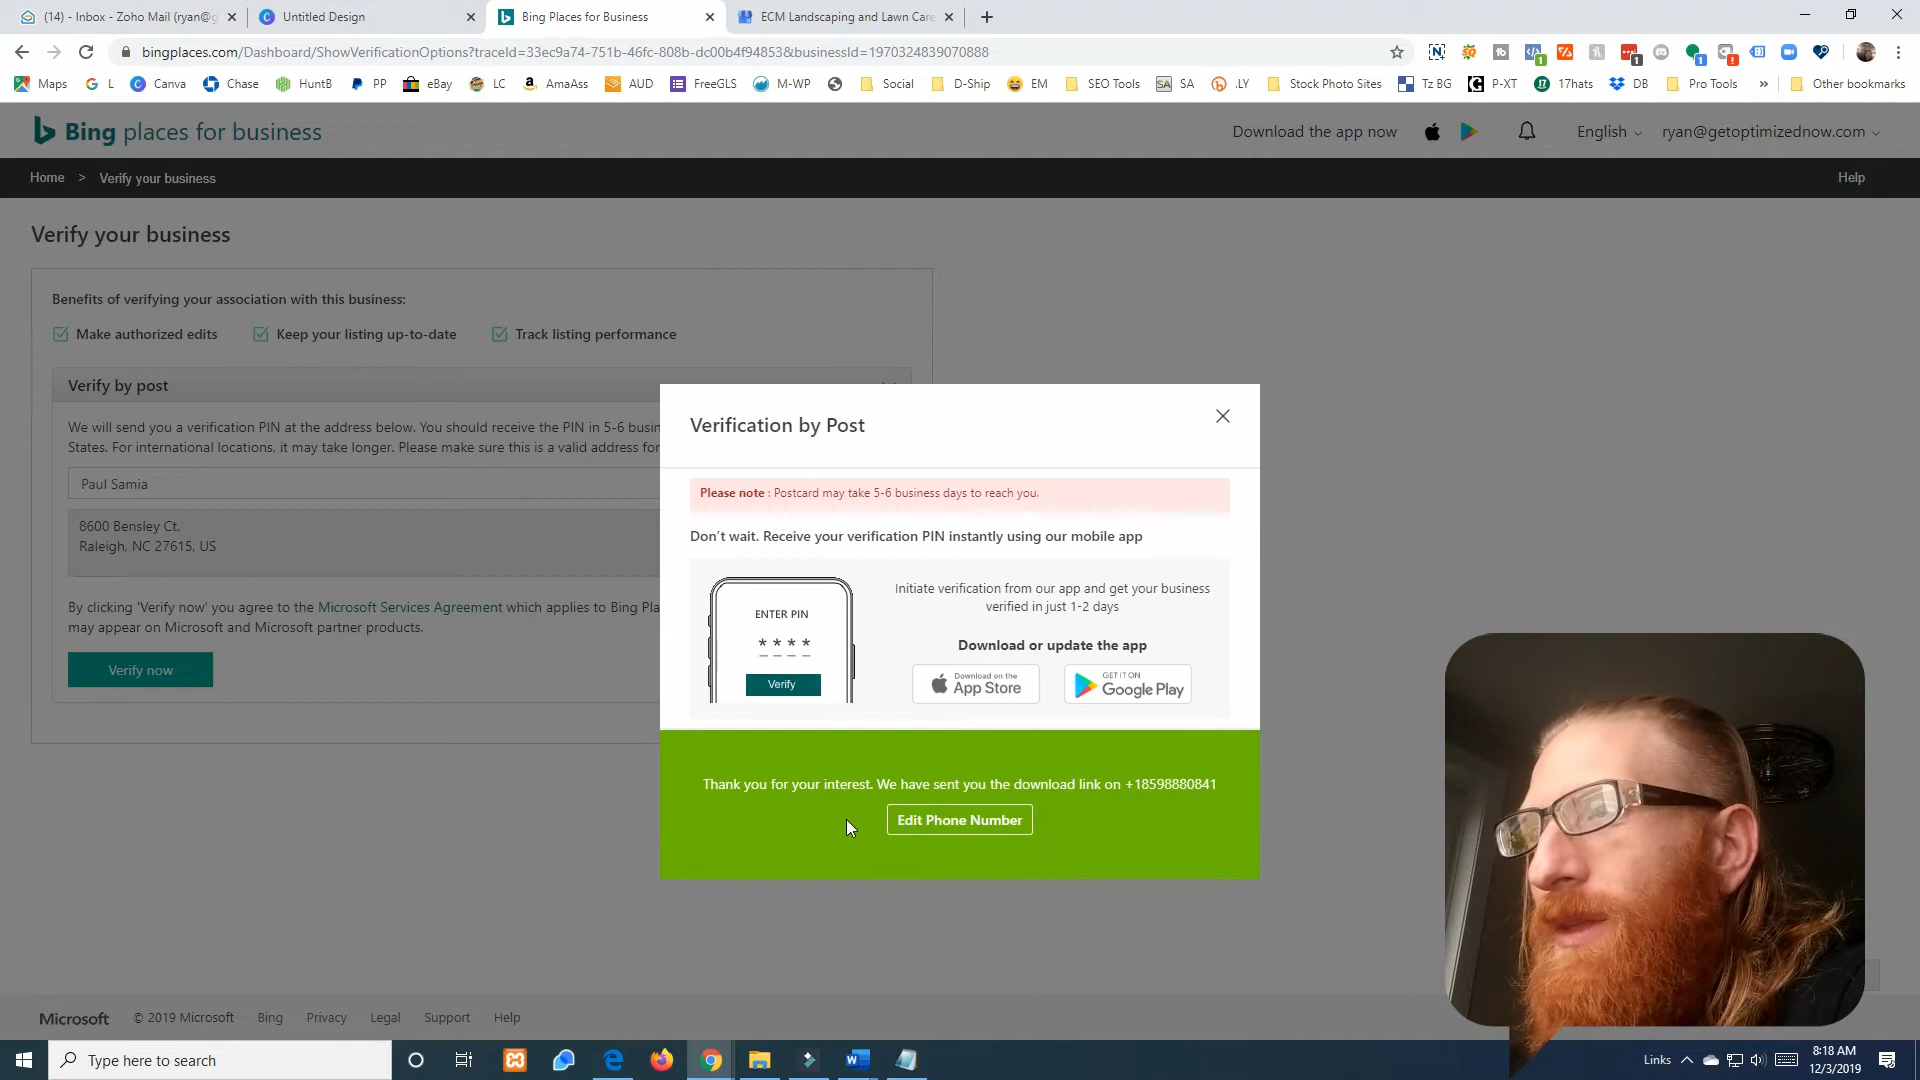 (14) - Inbox - Zoho Mail (ryan@g
Untitled Design
Bing Places for Business
ECM Landscaping and Lawn Care
bingplaces.com/Dashboard/ShowVerificationOptions?traceId=33ec9a74-751b-46fc-808b-dc00b4f94853&businessId=1970324839070888
Maps
G L
Canva
Chase
HuntB
PP
eBay
LC
AmaAss
AUD
FreeGLS
M-WP
Social
D-Ship
EM
SEO Tools
SA SA
.LY
Stock Photo Sites
Tz BG
P-XT
17hats
DB
Pro Tools
»
Other bookmarks
Bing places for business
Download the app now
English
ryan@getoptimizednow.com
Home > Verify your business
Help
Verify your business
Benefits of verifying your association with this business:
Make authorized edits
Keep your listing up-to-date
Track listing performance
Verify by post
We will send you a verification PIN at the address below. You should receive the PIN in 5-6 busin
States. For international locations, it may take longer. Please make sure this is a valid address for
Paul Samia
8600 Bensley Ct.
Raleigh, NC 27615, US
By clicking 'Verify now' you agree to the Microsoft Services Agreement which applies to Bing Pla
may appear on Microsoft and Microsoft partner products.
Verify now
Verification by Post
Please note : Postcard may take 5-6 business days to reach you.
Don't wait. Receive your verification PIN instantly using our mobile app
ENTER PIN
* * * *
Verify
Initiate verification from our app and get your business
verified in just 1-2 days
Download or update the app
Download on the
App Store
GET IT ON
Google Play
Thank you for your interest. We have sent you the download link on +18598880841
Edit Phone Number
Microsoft
© 2019 Microsoft
Bing
Privacy
Legal
Support
Help
Type here to search
Links
8:18 AM
12/3/2019